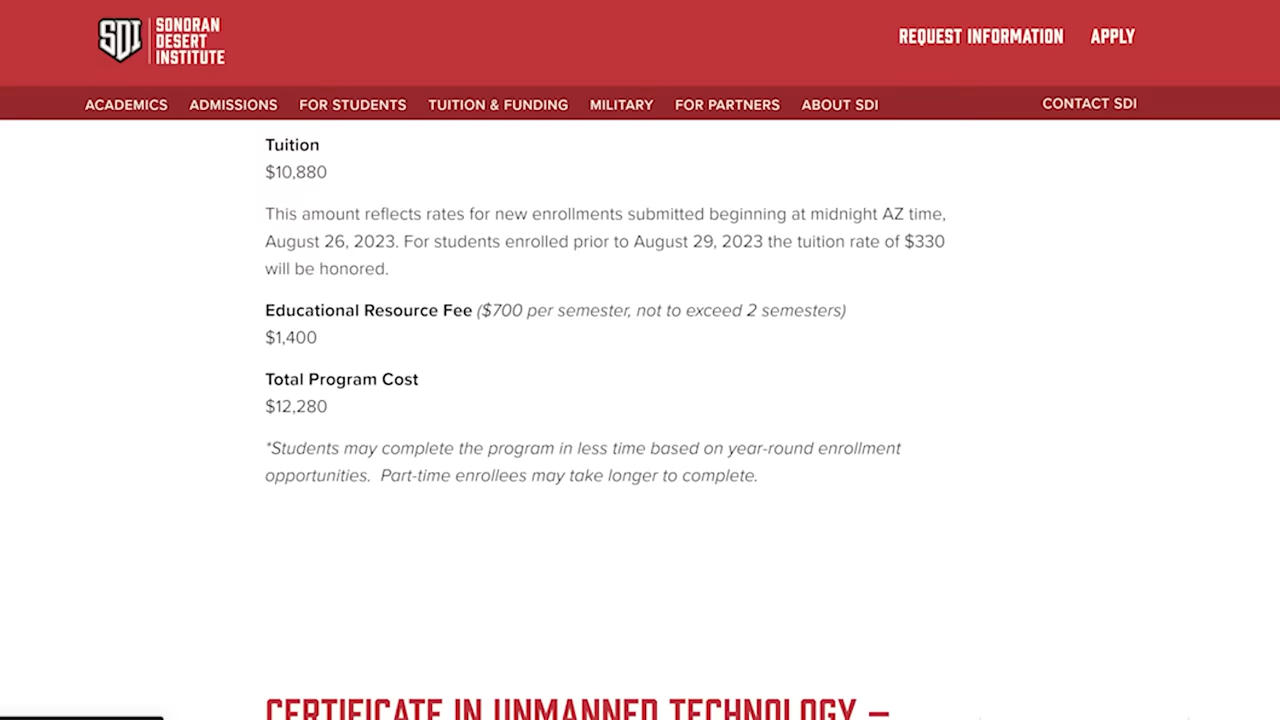 SDI
SONORAN
DESERT
INSTITUTE
REQUEST INFORMATION
APPLY
ACADEMICS ADMISSIONS FOR STUDENTS TUITION & FUNDING MILITARY FOR PARTNERS ABOUT SDI CONTACT SDI
Tuition
$10,880
This amount reflects rates for new enrollments submitted beginning at midnight AZ time,
August 26, 2023. For students enrolled prior to August 29, 2023 the tuition rate of $330
will be honored.
Educational Resource Fee ($700 per semester, not to exceed 2 semesters)
$1,400
Total Program Cost
$12,280
*Students may complete the program in less time based on year-round enrollment
opportunities. Part-time enrollees may take longer to complete.
CERTIFICATE IN UNMANNED TECHNOLOGY –